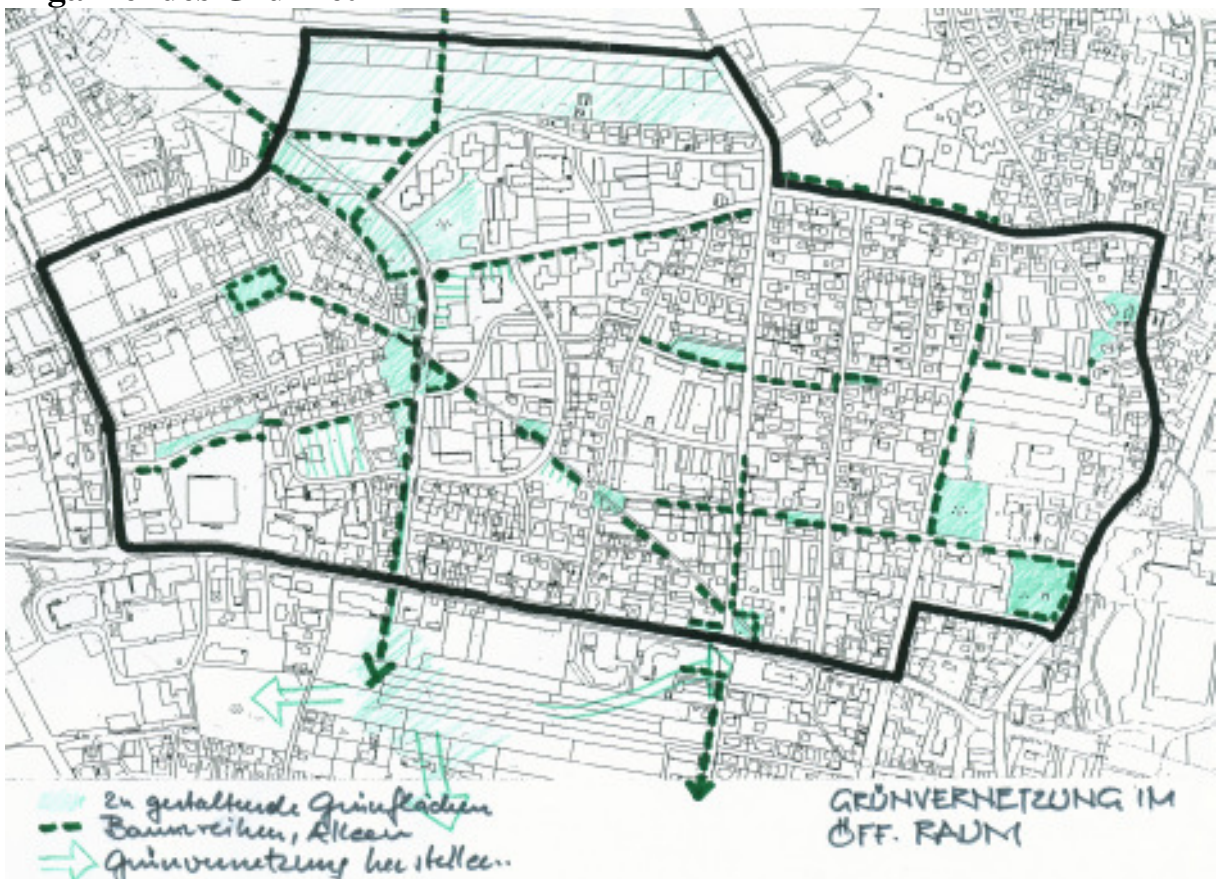 zu gestaltende Grünflächen
Baumreihen, Alleen
Grünvernetzung herstellen..
GRÜNVERNETZUNG IM
ÖFF. RAUM